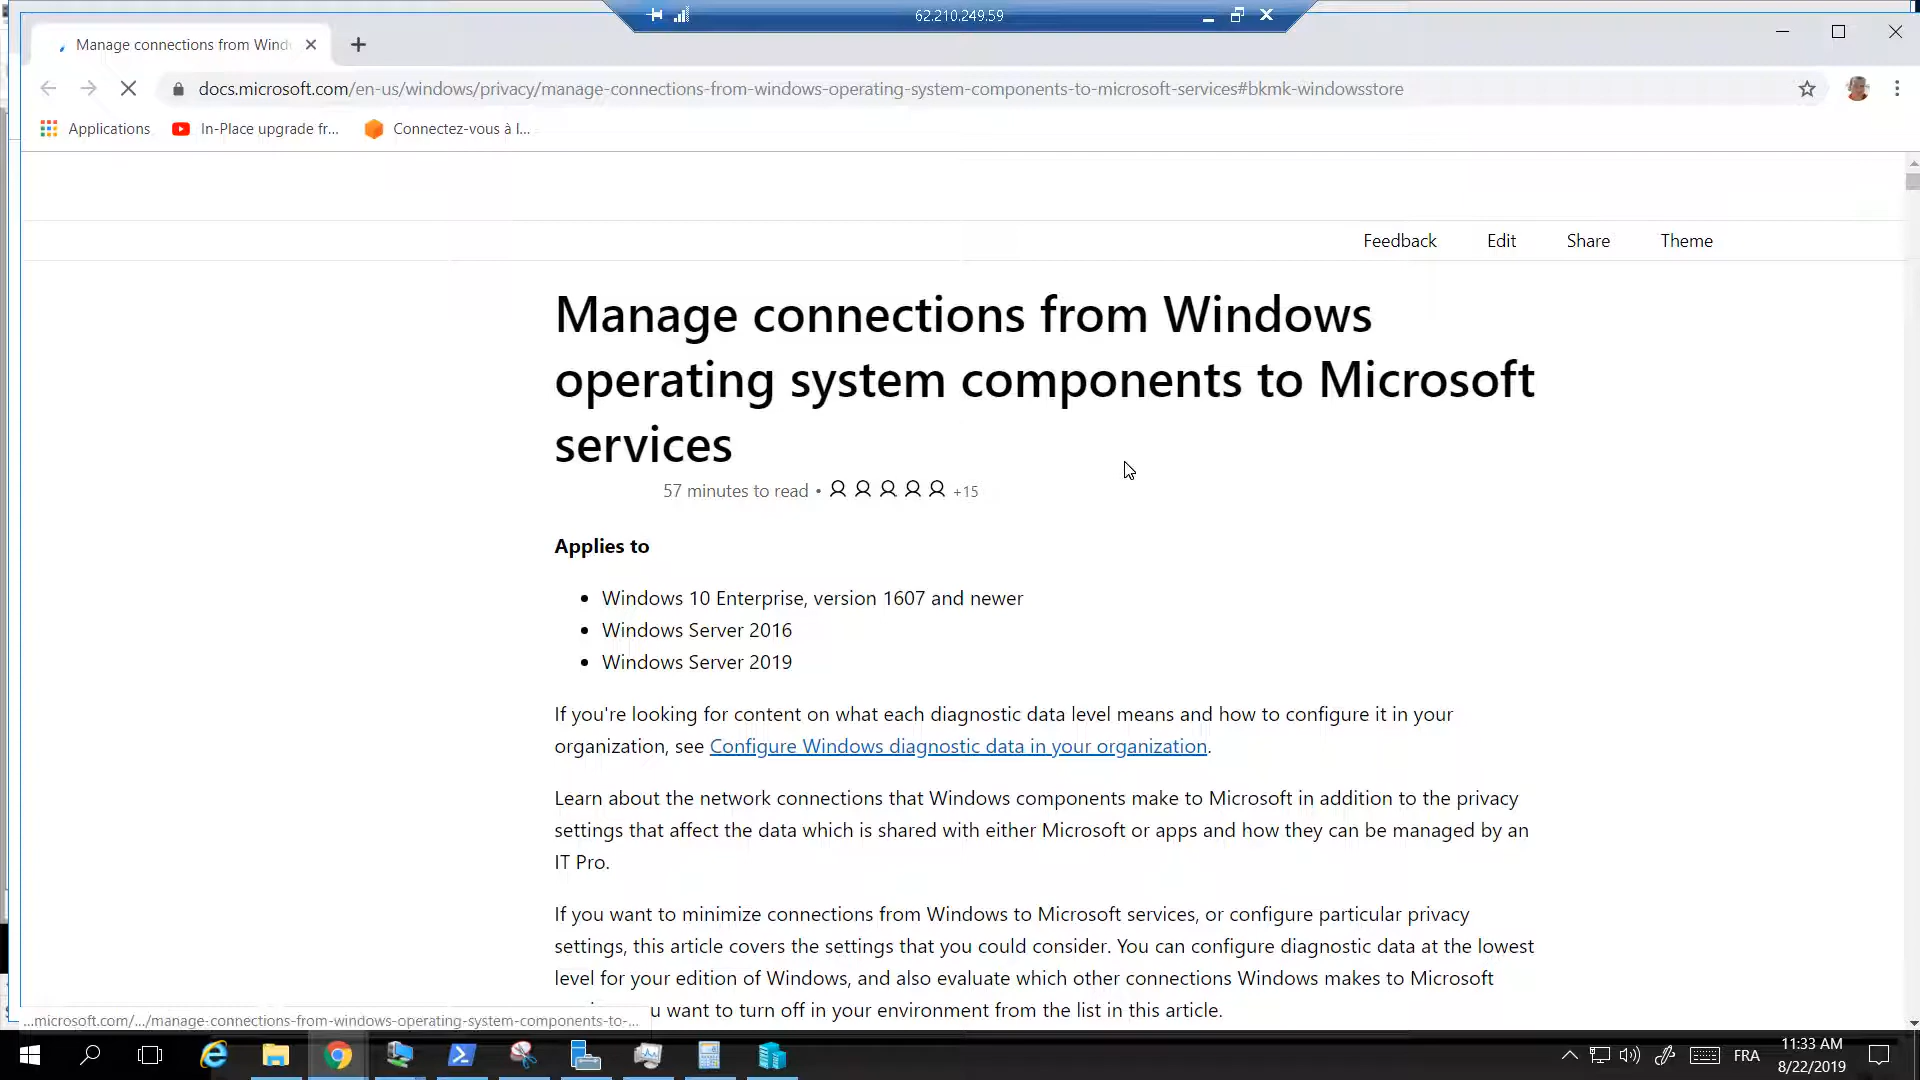 62.210.249.59
Manage connections from Wind
docs.microsoft.com/en-us/windows/privacy/manage-connections-from-windows-operating-system-components-to-microsoft-services#bkmk-windowsstore
Applications In-Place upgrade fr... Connectez-vous à l...
Feedback Edit Share Theme
Manage connections from Windows
operating system components to Microsoft
services
57 minutes to read • +15
Applies to
• Windows 10 Enterprise, version 1607 and newer
• Windows Server 2016
• Windows Server 2019
If you're looking for content on what each diagnostic data level means and how to configure it in your
organization, see Configure Windows diagnostic data in your organization.
Learn about the network connections that Windows components make to Microsoft in addition to the privacy
settings that affect the data which is shared with either Microsoft or apps and how they can be managed by an
IT Pro.
If you want to minimize connections from Windows to Microsoft services, or configure particular privacy
settings, this article covers the settings that you could consider. You can configure diagnostic data at the lowest
level for your edition of Windows, and also evaluate which other connections Windows makes to Microsoft
u want to turn off in your environment from the list in this article.
...microsoft.com/.../manage-connections-from-windows-operating-system-components-to-...
FRA
11:33 AM
8/22/2019